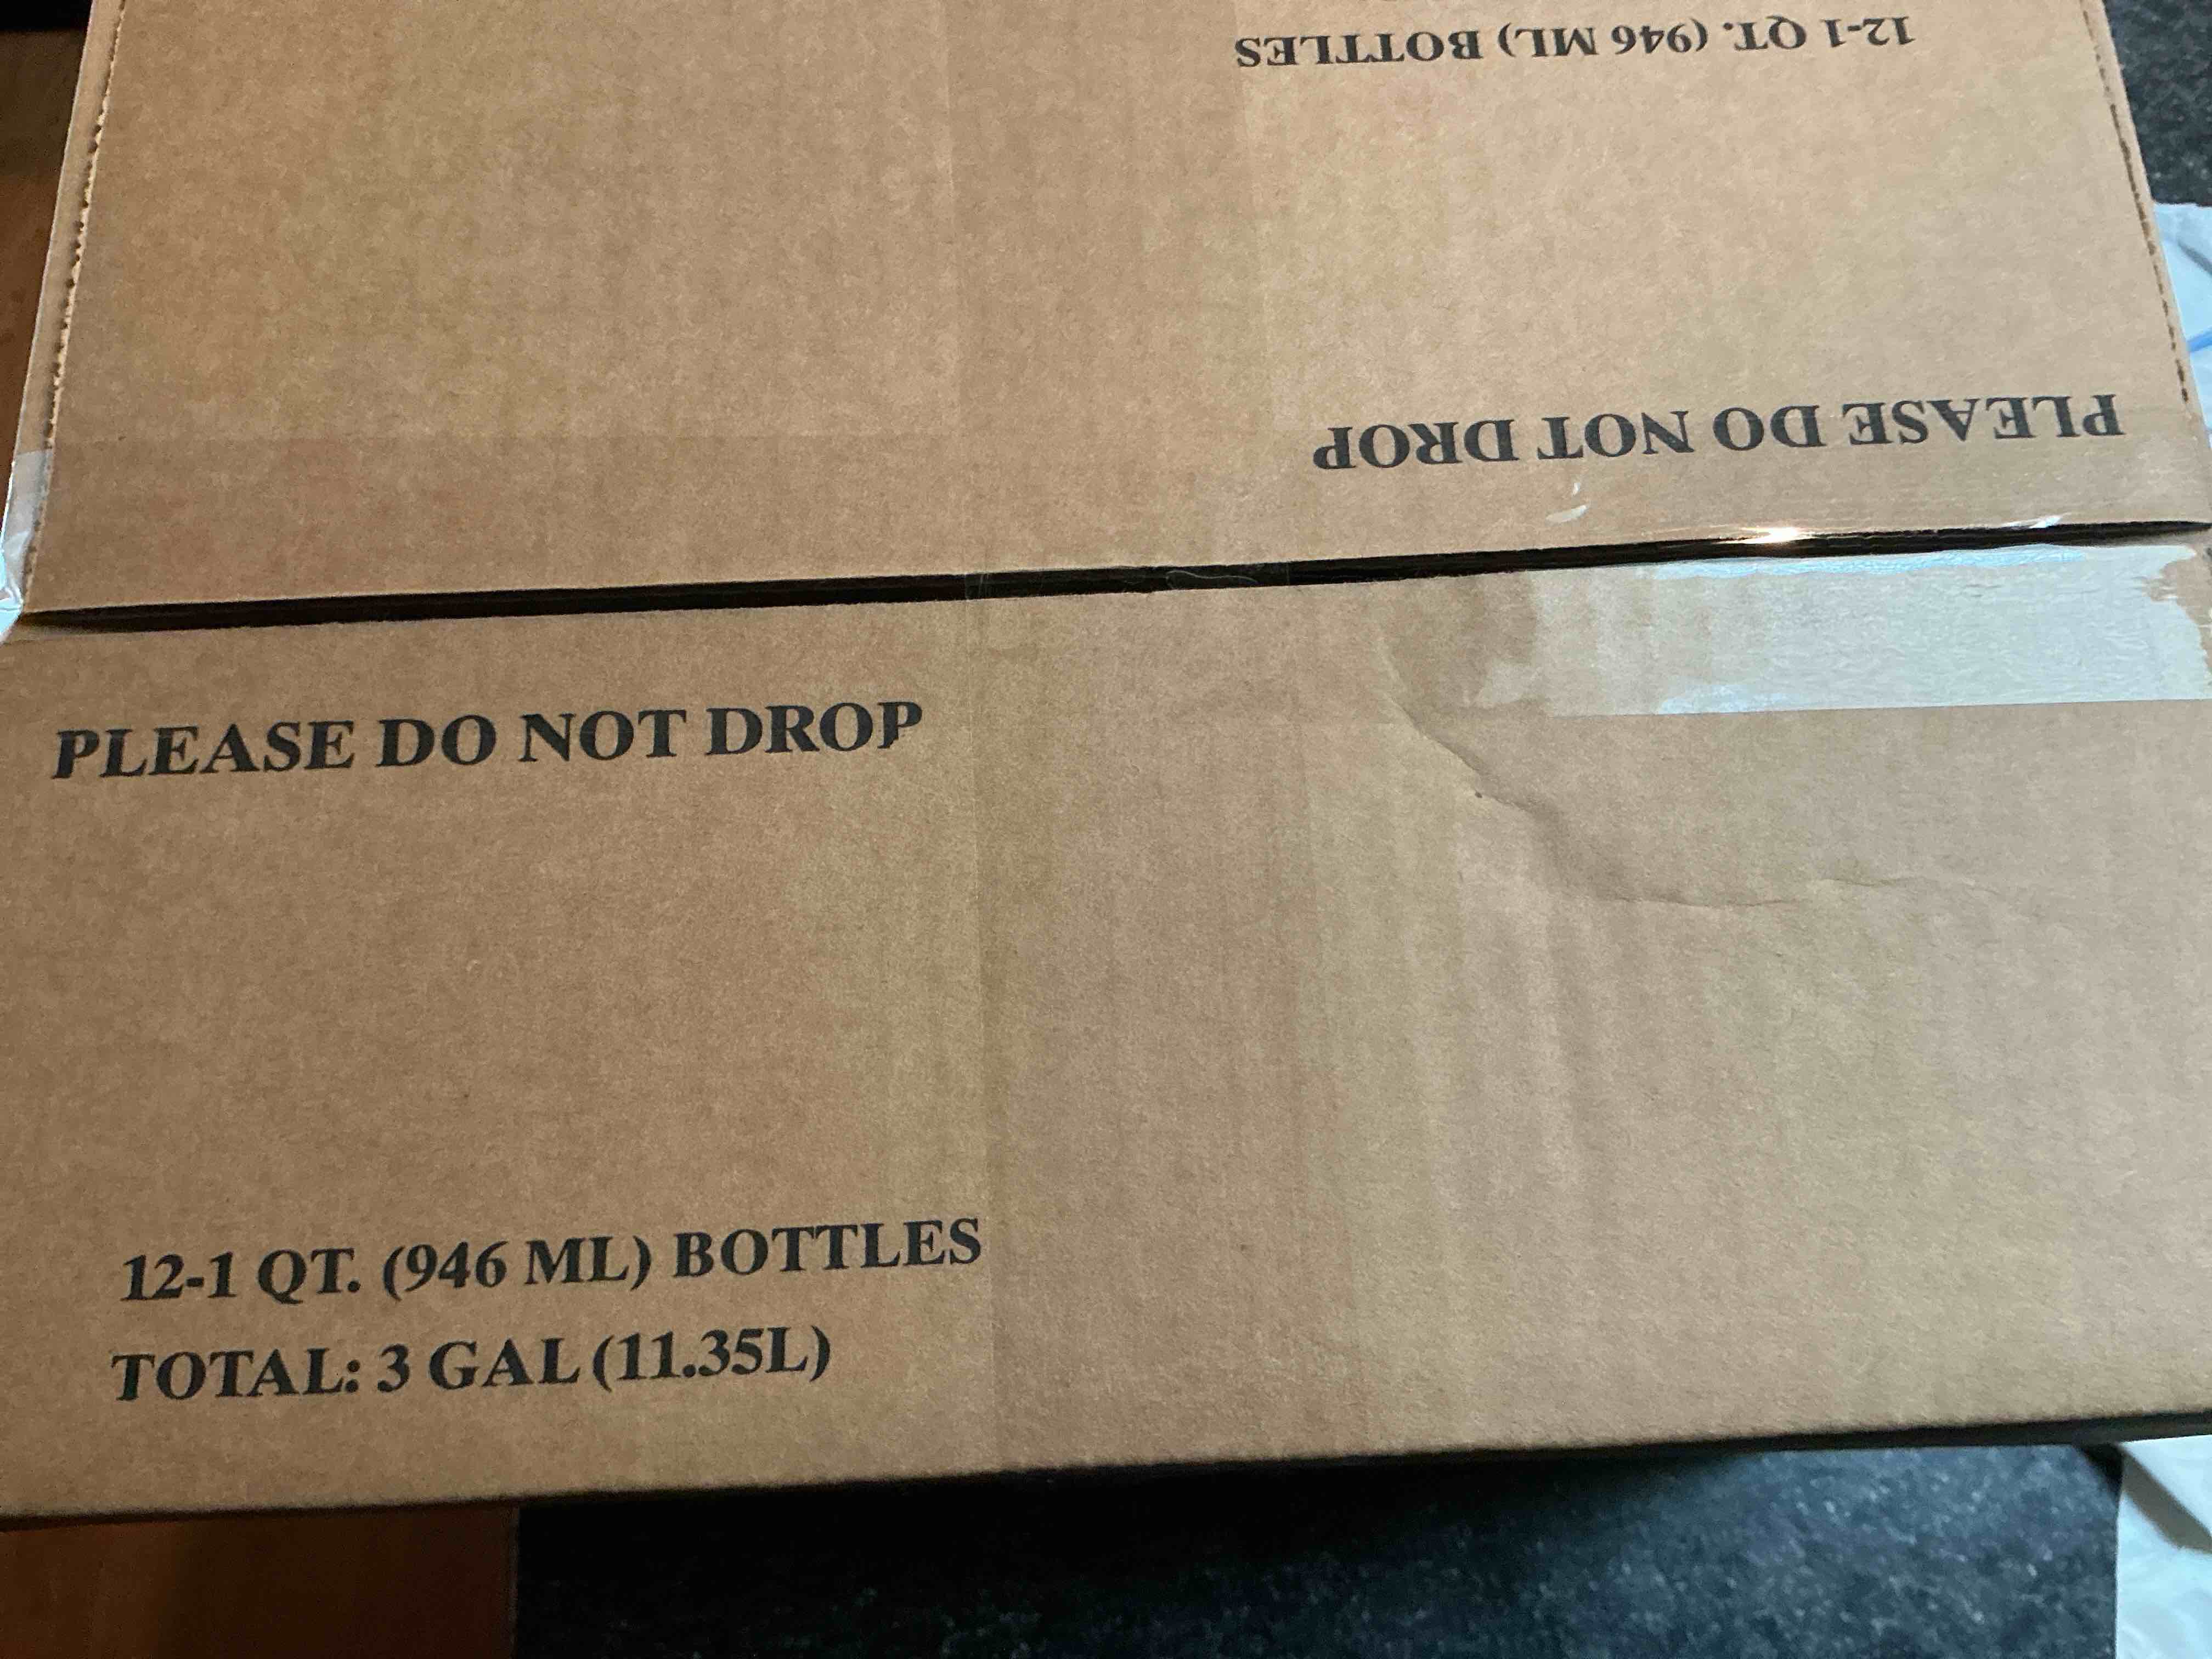 12-1 QT. (946 ML) BOTTLES
PLEASE DO NOT DROP
PLEASE DO NOT DROP
12-1 QT. (946 ML) BOTTLES
TOTAL: 3 GAL (11.35L)